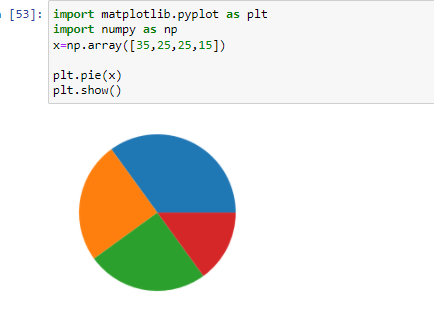 [53]: import matplotlib.pyplot as plt
import numpy as np
x=np.array([35,25,25,15])
plt.pie(x)
plt.show()